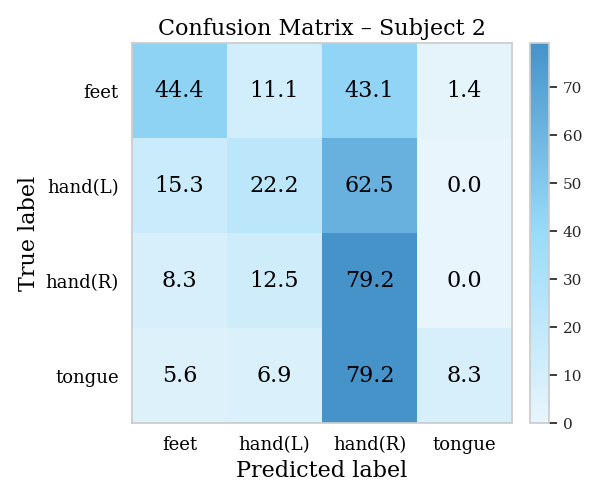 Confusion Matrix – Subject 2
feet 44.4 11.1 43.1 1.4
hand(L) 15.3 22.2 62.5 0.0
hand(R) 8.3 12.5 79.2 0.0
tongue 5.6 6.9 79.2 8.3
feet hand(L) hand(R) tongue
Predicted label
True label
70
60
50
40
30
20
10
0